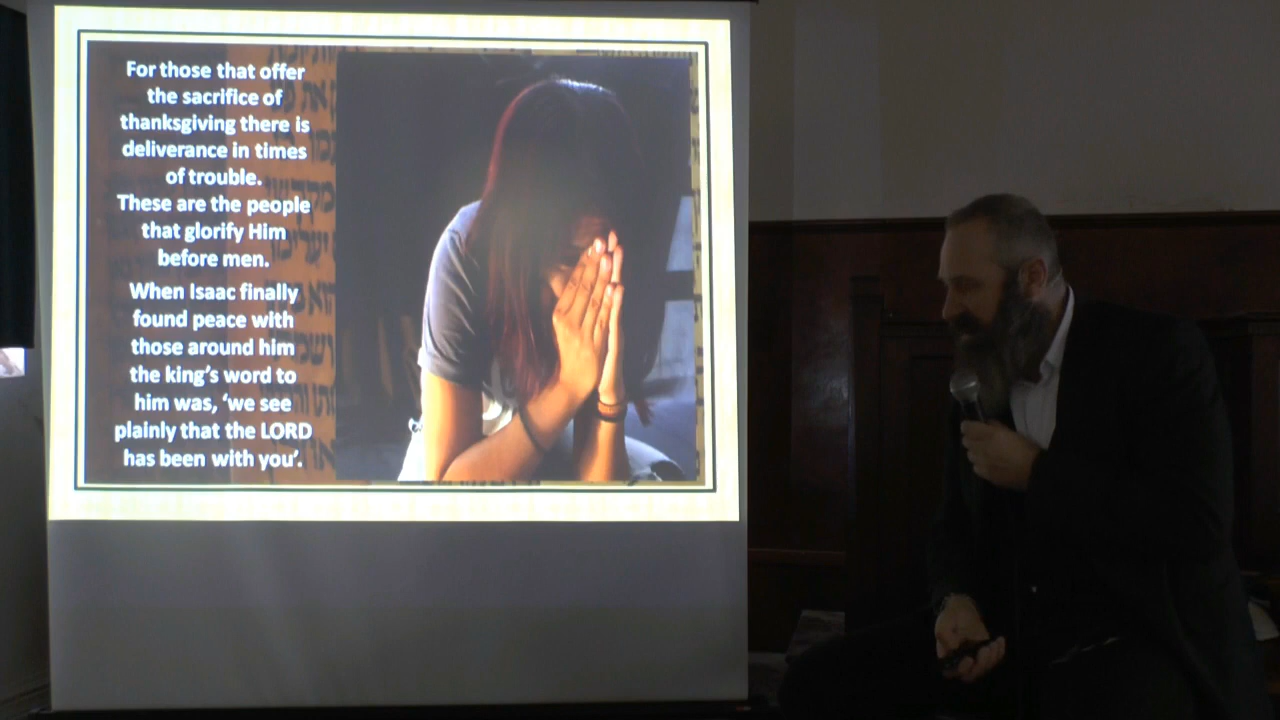 For those that offer
the sacrifice of
thanksgiving there is
deliverance in times
of trouble.
These are the people
that glorify Him
before men.
When Isaac finally
found peace with
those around him
the king's word to
him was, ‘we see
plainly that the LORD
has been with you’.